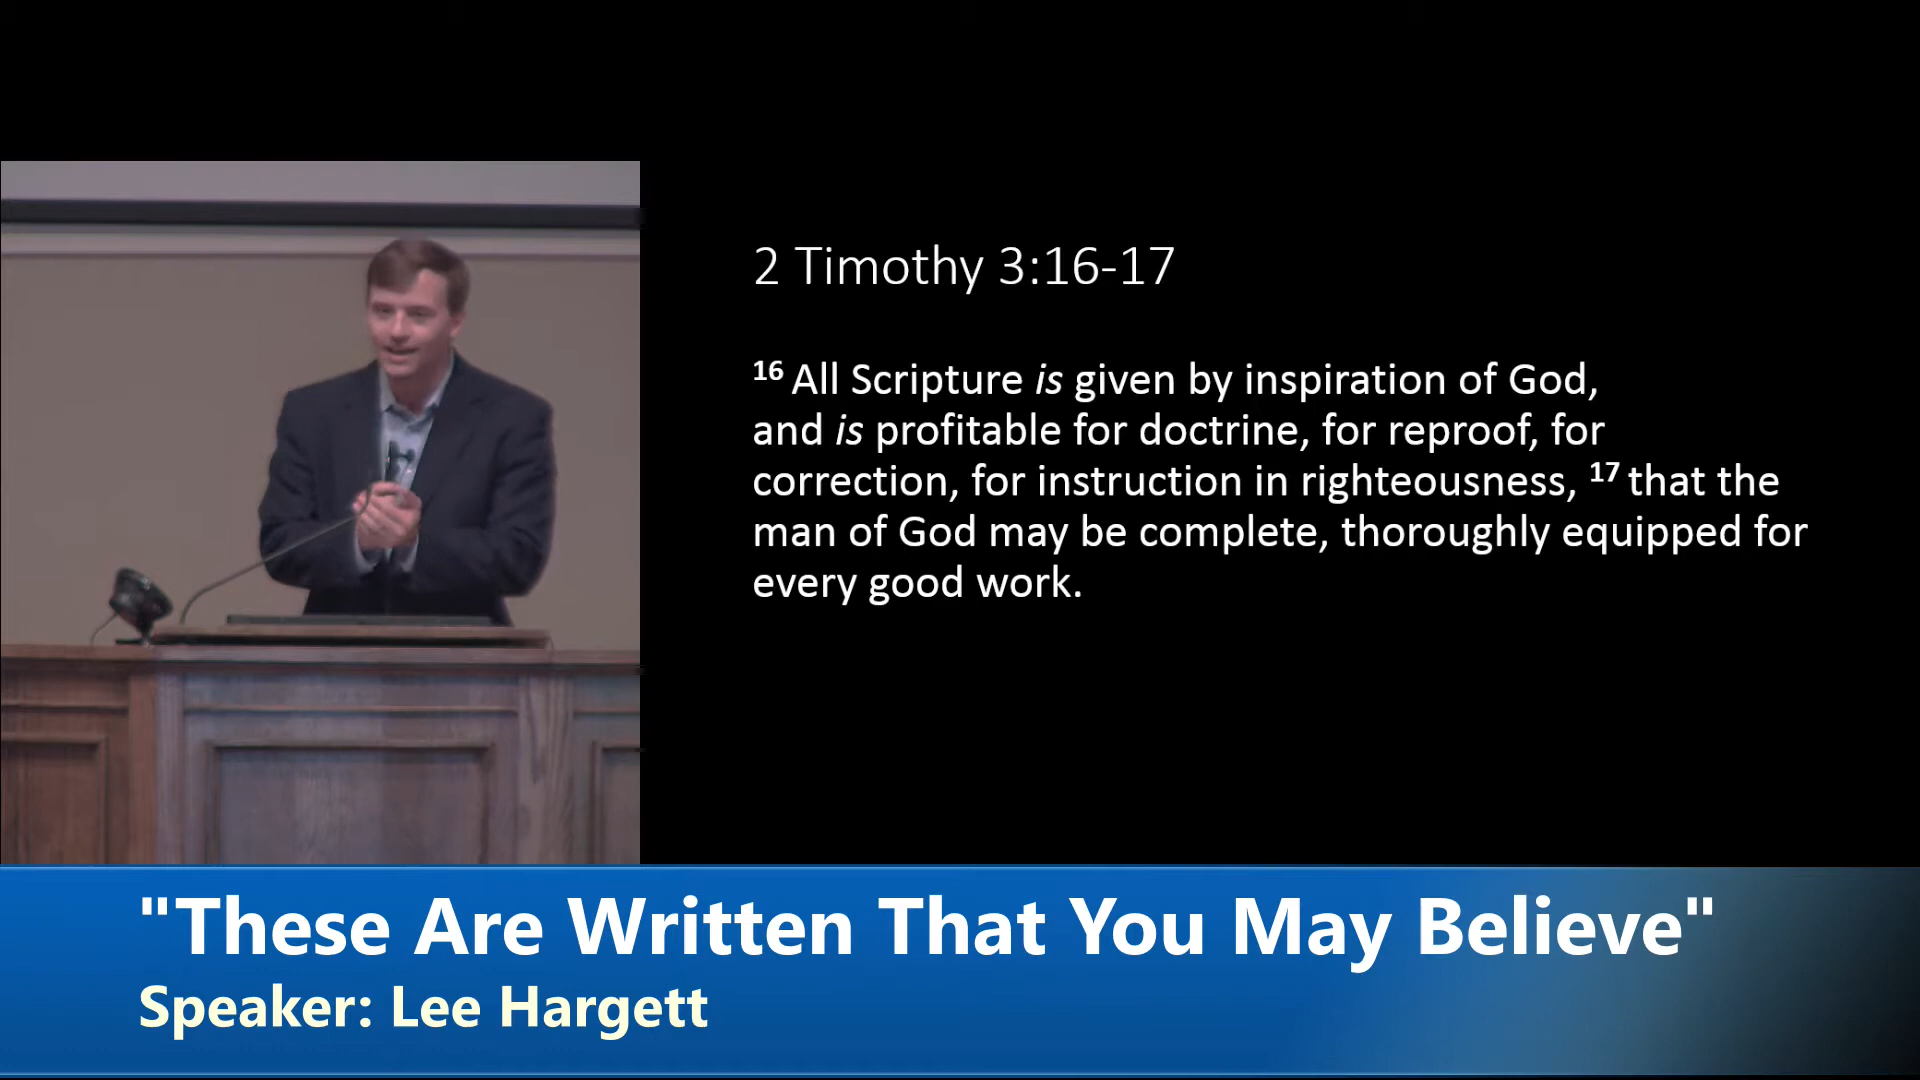 2 Timothy 3:16-17
16 All Scripture is given by inspiration of God,
and is profitable for doctrine, for reproof, for
correction, for instruction in righteousness, 17 that the
man of God may be complete, thoroughly equipped for
every good work.
"These Are Written That You May Believe"
Speaker: Lee Hargett